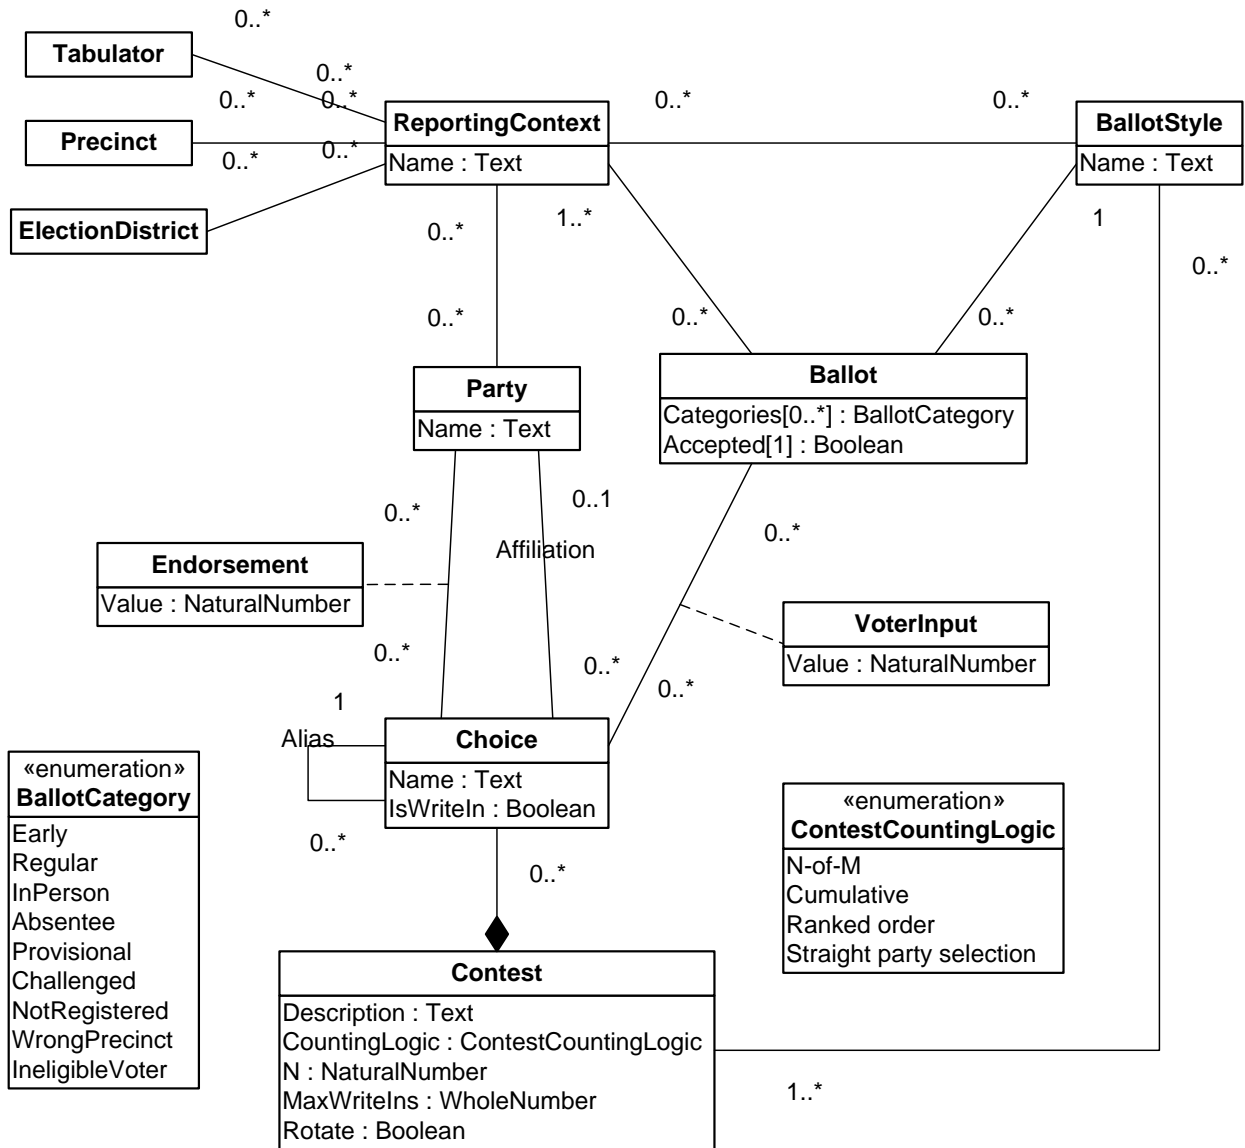 0..*
Tabulator
0..*
0..*
0..*
0..*
0..*
ReportingContext
BallotStyle
Precinct
0..*
0..*
Name : Text
Name : Text
ElectionDistrict
0..*
1..*
1
0..*
0..*
0..*
0..*
Party
Name : Text
Ballot
Categories[0..*] : BallotCategory
Accepted[1] : Boolean
0..*
0..1
0..*
Affiliation
Endorsement
Value : NaturalNumber
VoterInput
Value : NaturalNumber
0..*
0..*
0..*
1
Alias
Choice
Name : Text
IsWriteIn : Boolean
0..*
0..*
«enumeration»
BallotCategory
Early
Regular
InPerson
Absentee
Provisional
Challenged
NotRegistered
WrongPrecinct
IneligibleVoter
«enumeration»
ContestCountingLogic
N-of-M
Cumulative
Ranked order
Straight party selection
Contest
Description : Text
CountingLogic : ContestCountingLogic
N : NaturalNumber
MaxWriteIns : WholeNumber
Rotate : Boolean
1..*